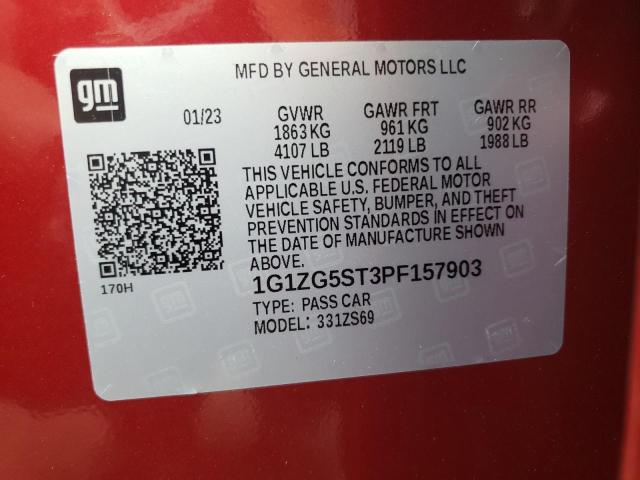 gm
MFD BY GENERAL MOTORS LLC
01/23 GVWR GAWR FRT GAWR RR
1863 KG 961 KG 902 KG
4107 LB 2119 LB 1988 LB
THIS VEHICLE CONFORMS TO ALL
APPLICABLE U.S. FEDERAL MOTOR
VEHICLE SAFETY, BUMPER, AND THEFT
PREVENTION STANDARDS IN EFFECT ON
THE DATE OF MANUFACTURE SHOWN
ABOVE.
170H
1G1ZG5ST3PF157903
TYPE: PASS CAR
MODEL: 331ZS69